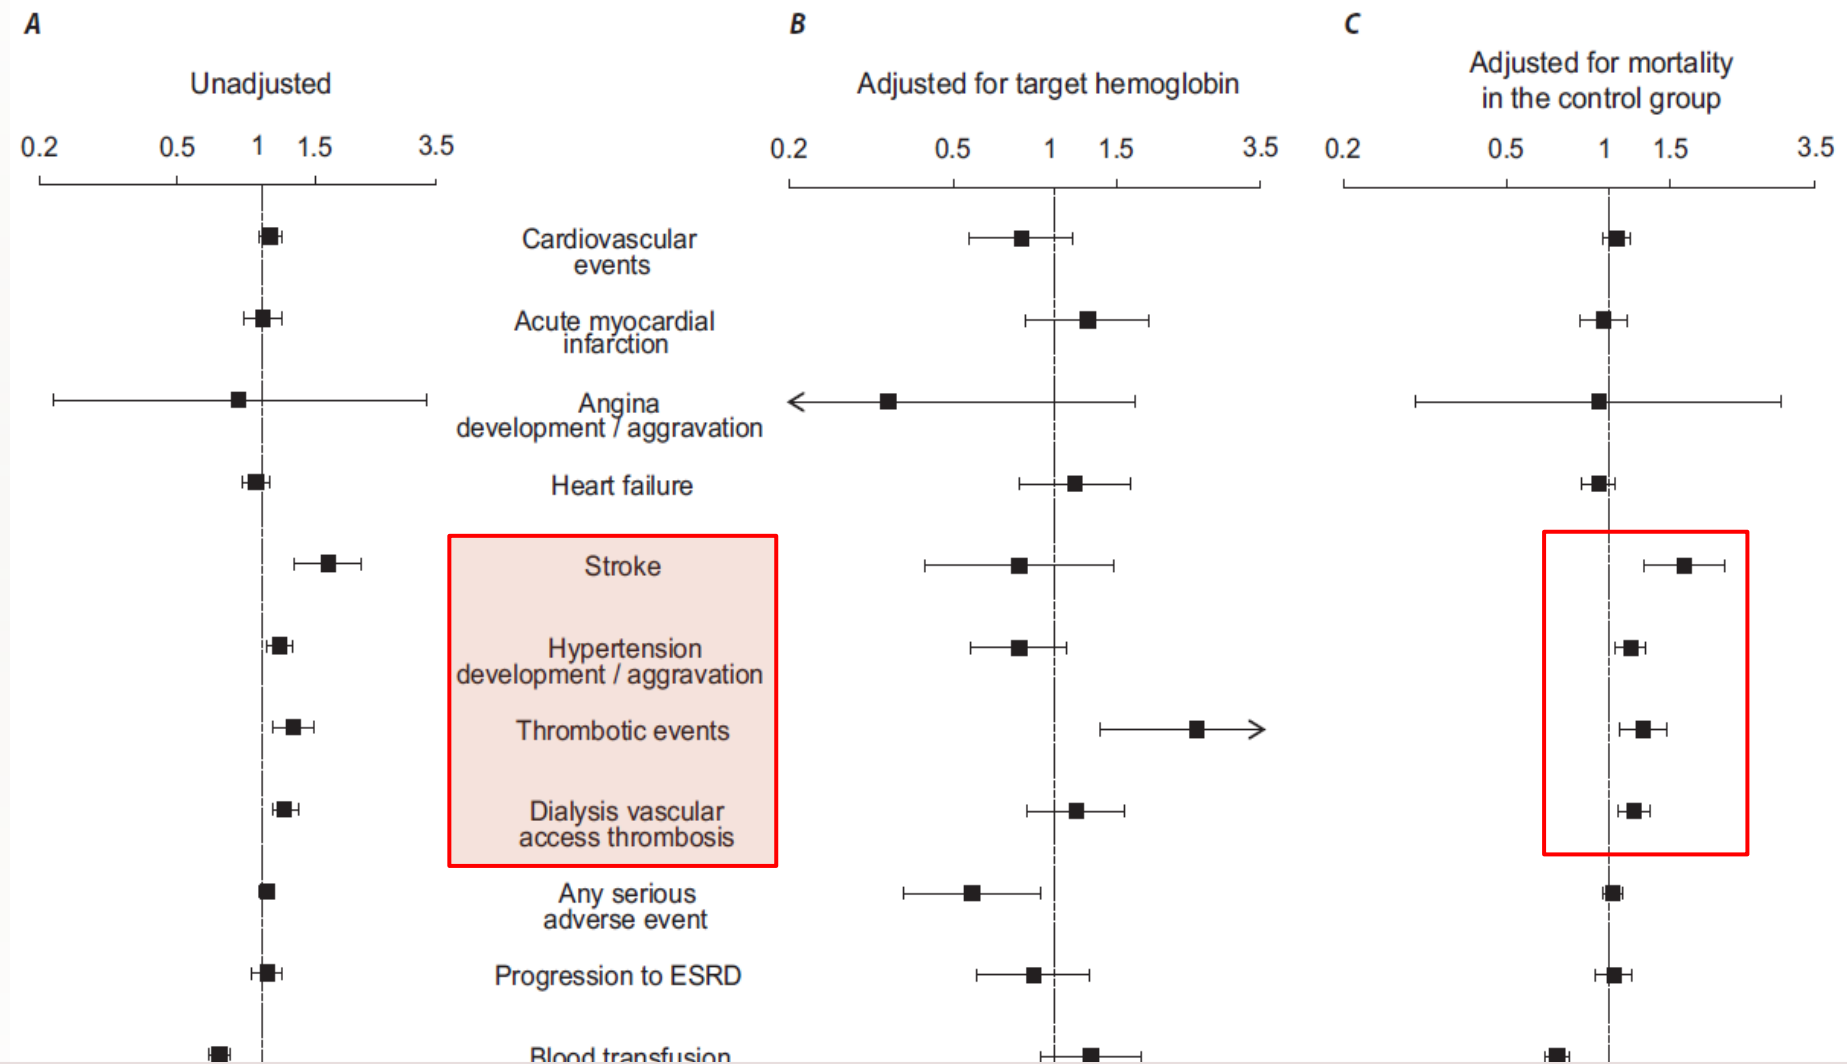 A
B
C
Unadjusted
Adjusted for target hemoglobin
Adjusted for mortality
in the control group
0.2 0.5 1 1.5 3.5
0.2 0.5 1 1.5 3.5
0.2 0.5 1 1.5 3.5
Cardiovascular
events
Acute myocardial
infarction
Angina
development / aggravation
Heart failure
Stroke
Hypertension
development / aggravation
Thrombotic events
Dialysis vascular
access thrombosis
Any serious
adverse event
Progression to ESRD
Blood transfusion